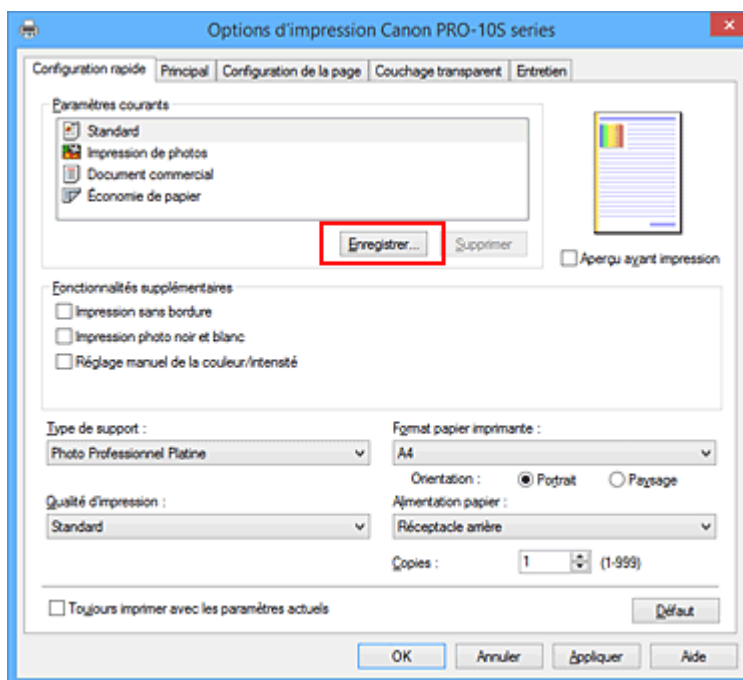 Options d'impression Canon PRO-10S series
Configuration rapide Principal Configuration de la page Couchage transparent Entretien
Paramètres courants
Standard
Impression de photos
Document commercial
Économie de papier
Enregistrer... Supprimer
Aperçu avant impression
Fonctionnalités supplémentaires
Impression sans bordure
Impression photo noir et blanc
Réglage manuel de la couleur/intensité
Type de support : Format papier imprimante :
Photo Professionnel Platine A4
Orientation : Portrait Paysage
Qualité d'impression : Alimentation papier :
Standard Réceptacle arrière
Copies : 1 (1-999)
Toujours imprimer avec les paramètres actuels Défaut
OK Annuler Appliquer Aide